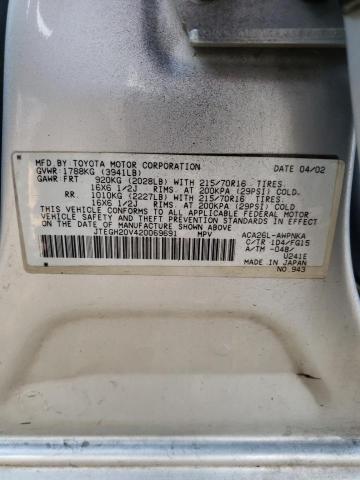 MFD BY: TOYOTA MOTOR CORPORATION DATE 04/02
GVWR: 1788KG (3941LB)
GAWR FRT 920KG (2028LB) WITH 215/70R16 TIRES
16X6 1/2J RIMS, AT 200KPA (29PSI) COLD.
RR. 1010KG (2227LB) WITH 215/70R16 TIRES
16X6 1/2J RIMS, AT 200KPA (29PSI) COLD.
THIS VEHICLE CONFORMS TO ALL APPLICABLE FEDERAL MOTOR
VEHICLE SAFETY AND THEFT PREVENTION STANDARDS IN
EFFECT ON THE DATE OF MANUFACTURE SHOWN ABOVE.
JTEGH20V420069691 MPV ACA26L-AWPNKA
C/TR 1D4/FG15
A/TM -048/
U241E
MADE IN JAPAN
NO.943